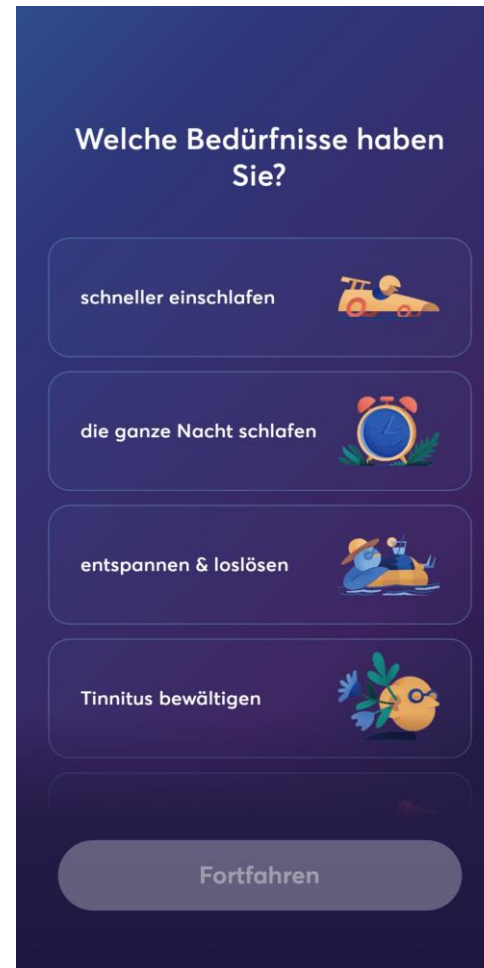 Welche Bedürfnisse haben
Sie?
schneller einschlafen
die ganze Nacht schlafen
entspannen & loslösen
Tinnitus bewältigen
Fortfahren